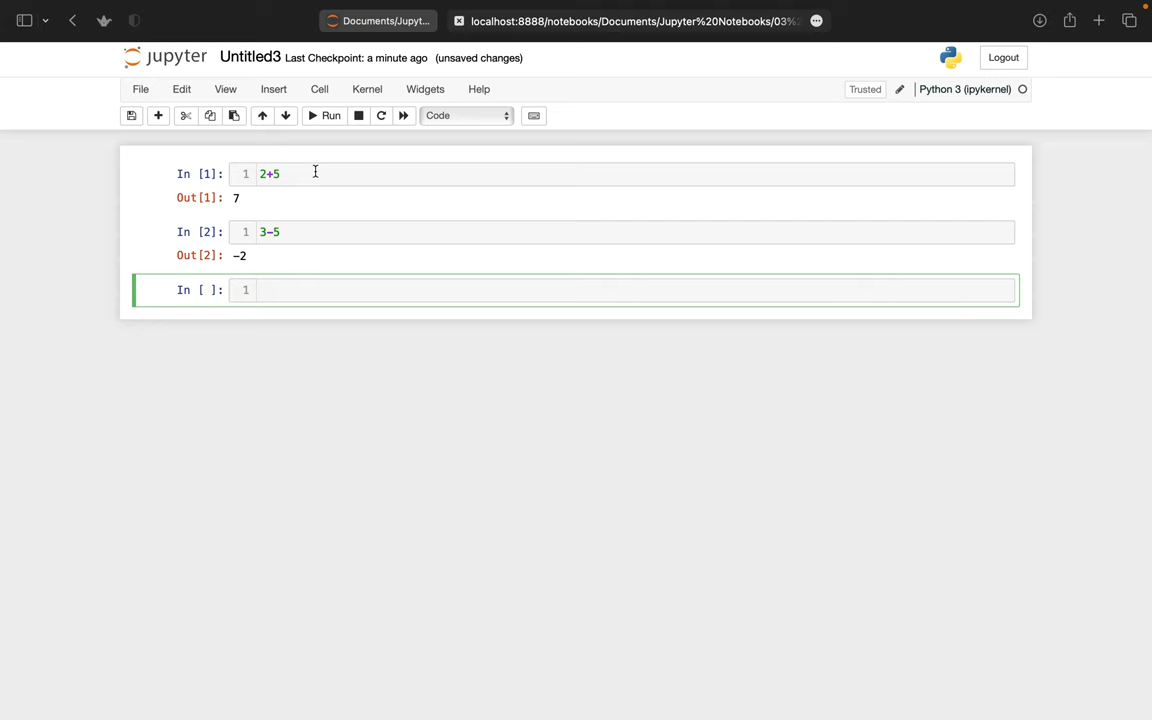 Documents/Jupyt... localhost:8888/notebooks/Documents/Jupyter%20Notebooks/03%
jupyter Untitled3 Last Checkpoint: a minute ago (unsaved changes) Logout
File Edit View Insert Cell Kernel Widgets Help Trusted Python 3 (ipykernel)
Run Code
In [1]: 1 2+5
Out[1]: 7
In [2]: 1 3-5
Out[2]: -2
In [ ]: 1